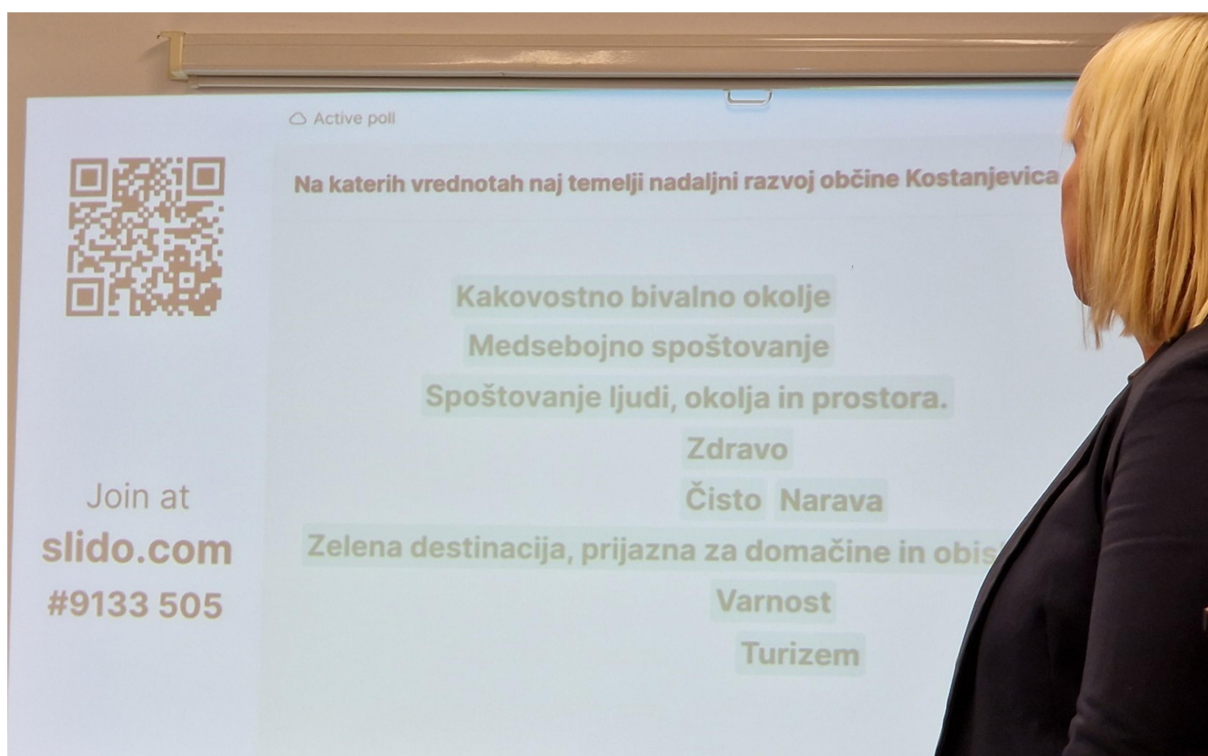 Active poll
Na katerih vrednotah naj temelji nadaljni razvoj občine Kostanjevica
Kakovostno bivalno okolje
Medsebojno spoštovanje
Spoštovanje ljudi, okolja in prostora.
Zdravo
Čisto Narava
Zelena destinacija, prijazna za domačine in
Varnost
Turizem
Join at
slido.com
#9133 505